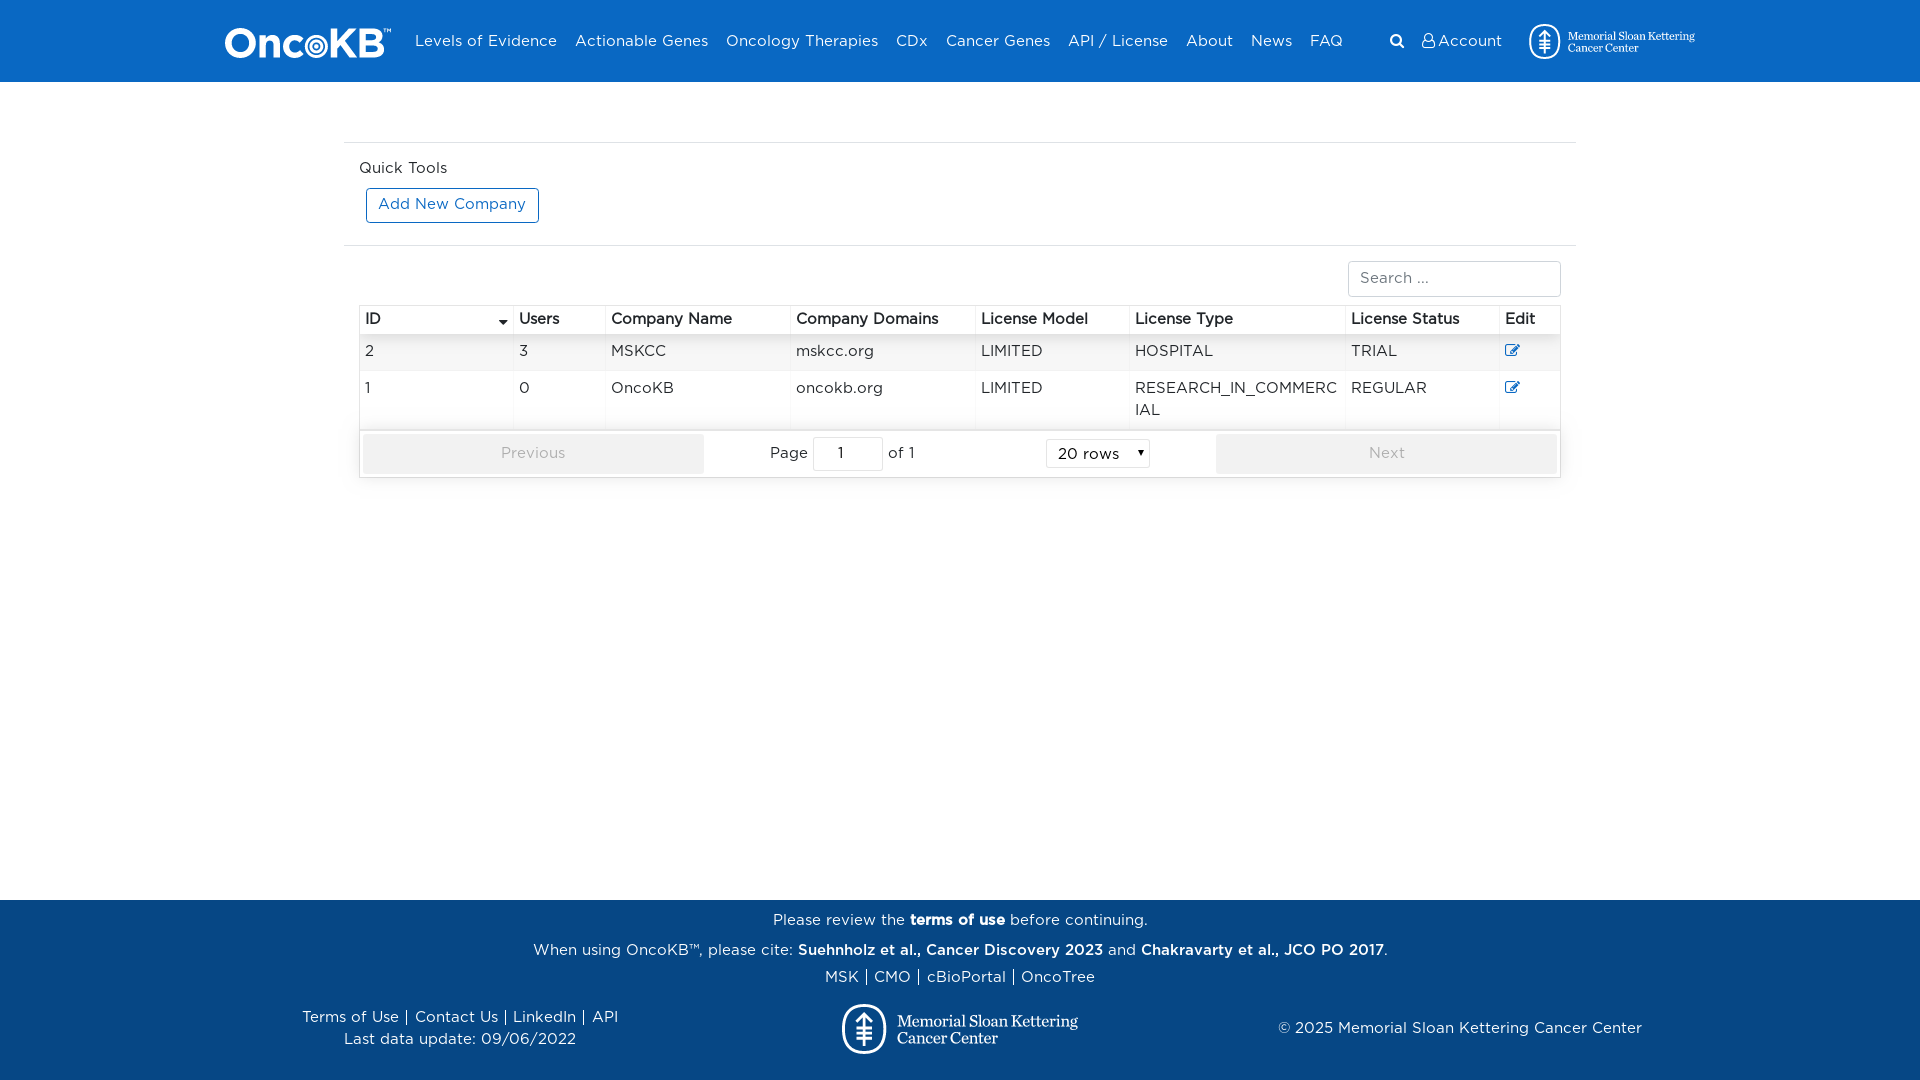 OncoKB™ Levels of Evidence Actionable Genes Oncology Therapies CDx Cancer Genes API / License About News FAQ Account Memorial Sloan Kettering
Cancer Center
Quick Tools
Add New Company
Search ...
ID Users Company Name Company Domains License Model License Type License Status Edit
2 3 MSKCC mskcc.org LIMITED HOSPITAL TRIAL
1 0 OncoKB oncokb.org LIMITED RESEARCH_IN_COMMERC REGULAR
IAL
Previous Page 1 of 1 20 rows Next
Please review the terms of use before continuing.
When using OncoKB™, please cite: Suehnholz et al., Cancer Discovery 2023 and Chakravarty et al., JCO PO 2017.
MSK | CMO | cBioPortal | OncoTree
Terms of Use | Contact Us | LinkedIn | API
Last data update: 09/06/2022
Memorial Sloan Kettering
Cancer Center
© 2025 Memorial Sloan Kettering Cancer Center